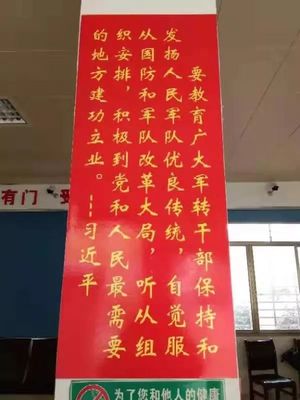 要教育广大军转干部保持和
发扬人民军队优良传统，自觉服
从国防和军队改革大局，听从组
织安排，积极到党和人民最需要
的地方建功立业。---习近平
有门
为了您和他人的健康